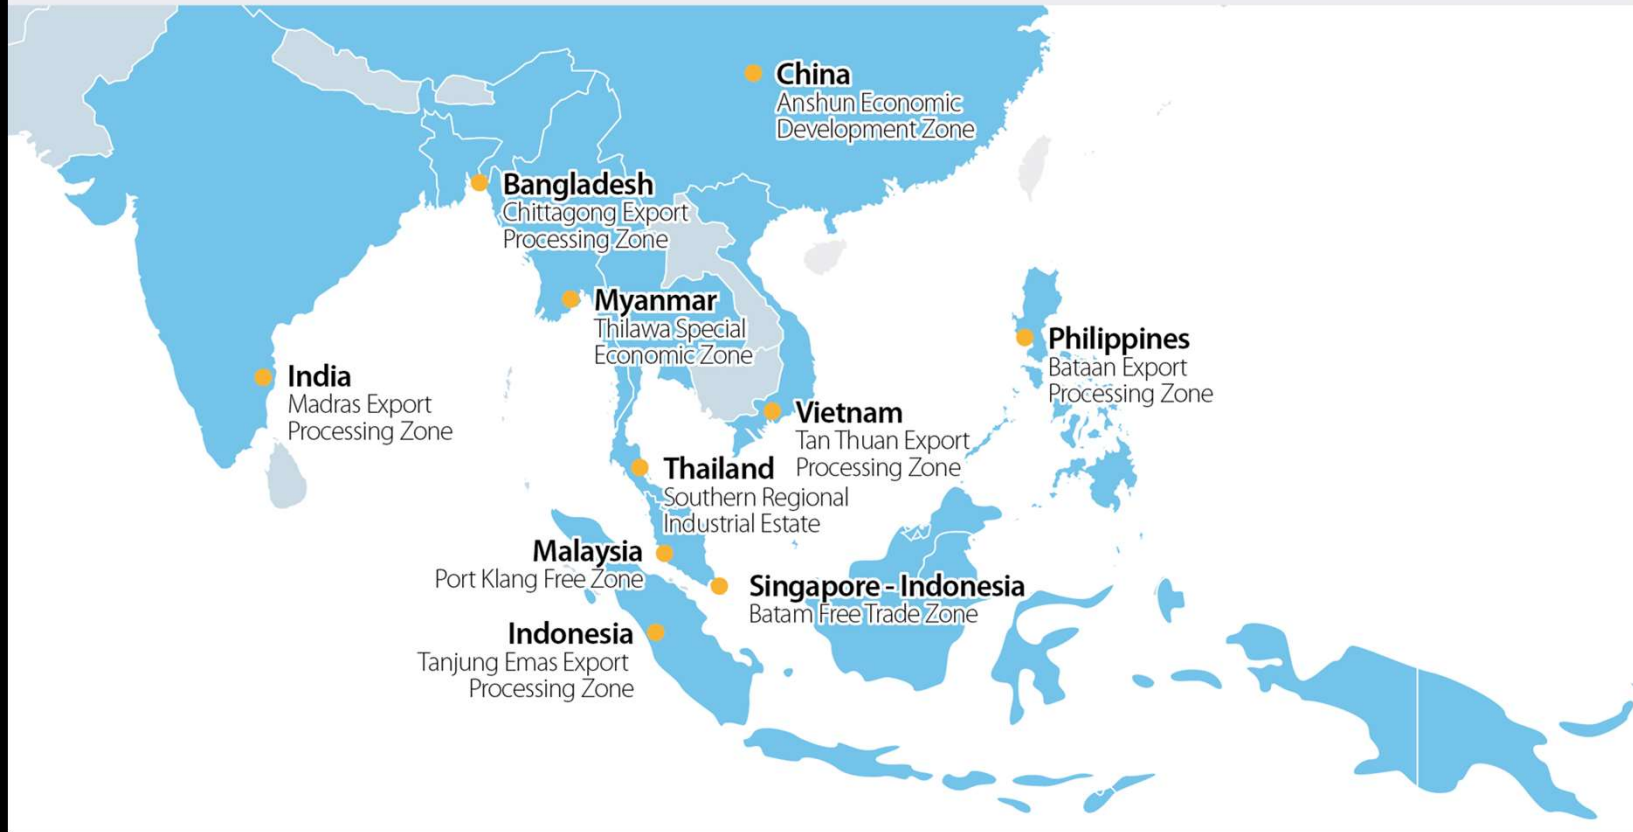 China
Anshun Economic
Development Zone
Bangladesh
Chittagong Export
Processing Zone
Myanmar
Thilawa Special
Economic Zone
Philippines
Bataan Export
Processing Zone
India
Madras Export
Processing Zone
Vietnam
Tan Thuan Export
Processing Zone
Thailand
Southern Regional
Industrial Estate
Malaysia
Port Klang Free Zone
Singapore - Indonesia
Batam Free Trade Zone
Indonesia
Tanjung Emas Export
Processing Zone